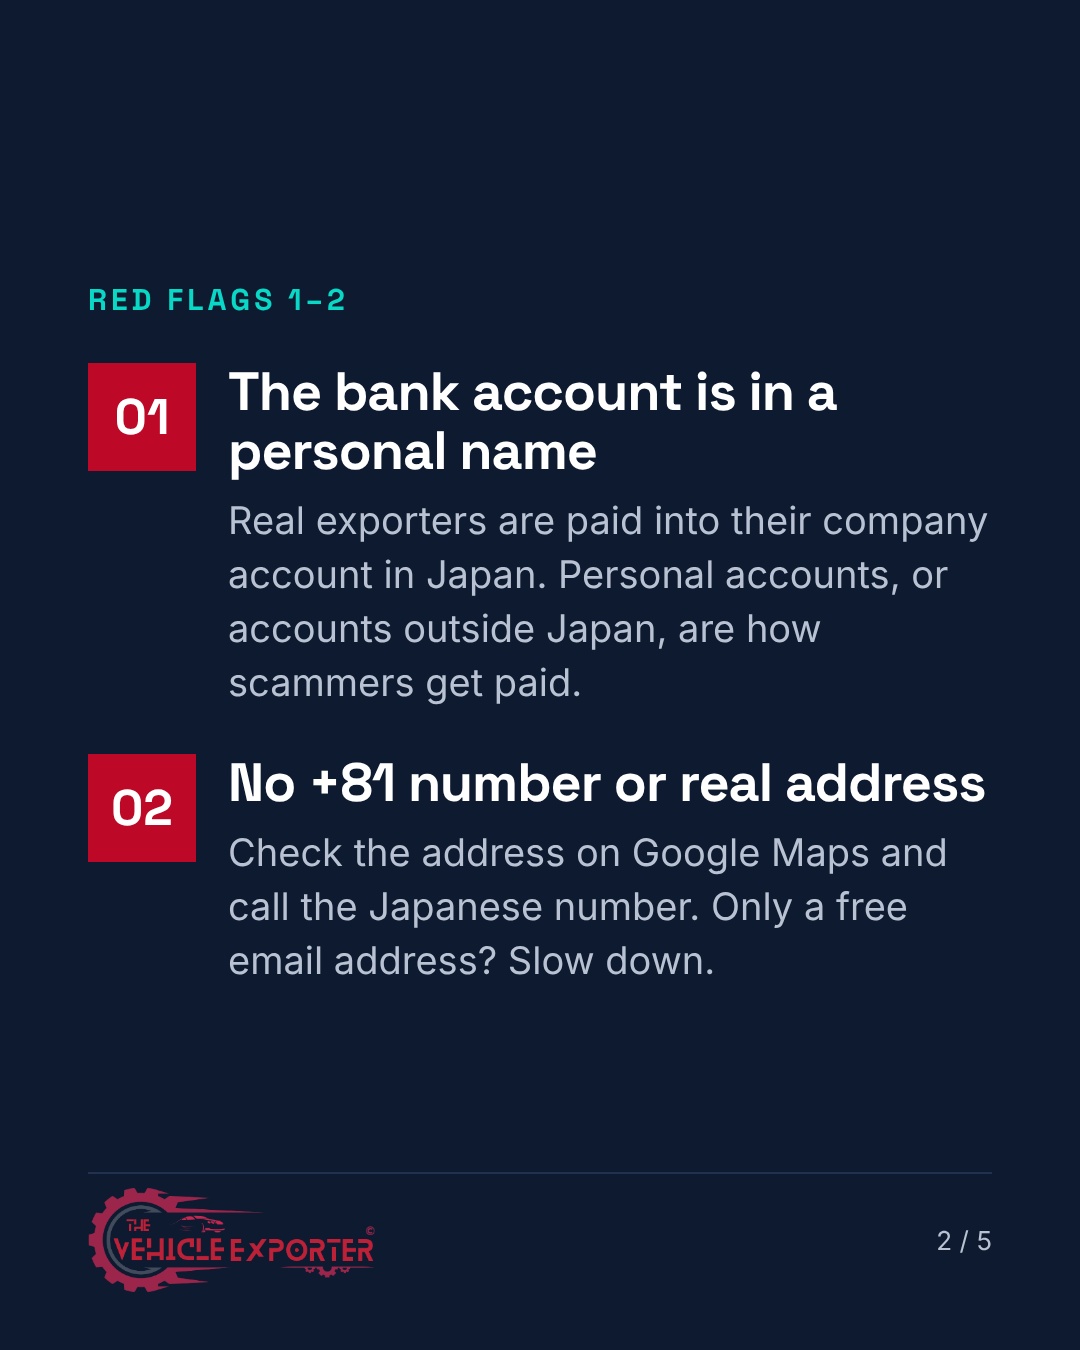 RED FLAGS 1–2
01
The bank account is in a
personal name
Real exporters are paid into their company
account in Japan. Personal accounts, or
accounts outside Japan, are how
scammers get paid.
02
No +81 number or real address
Check the address on Google Maps and
call the Japanese number. Only a free
email address? Slow down.
THE
VEHICLE EXPORTER ©
2 / 5